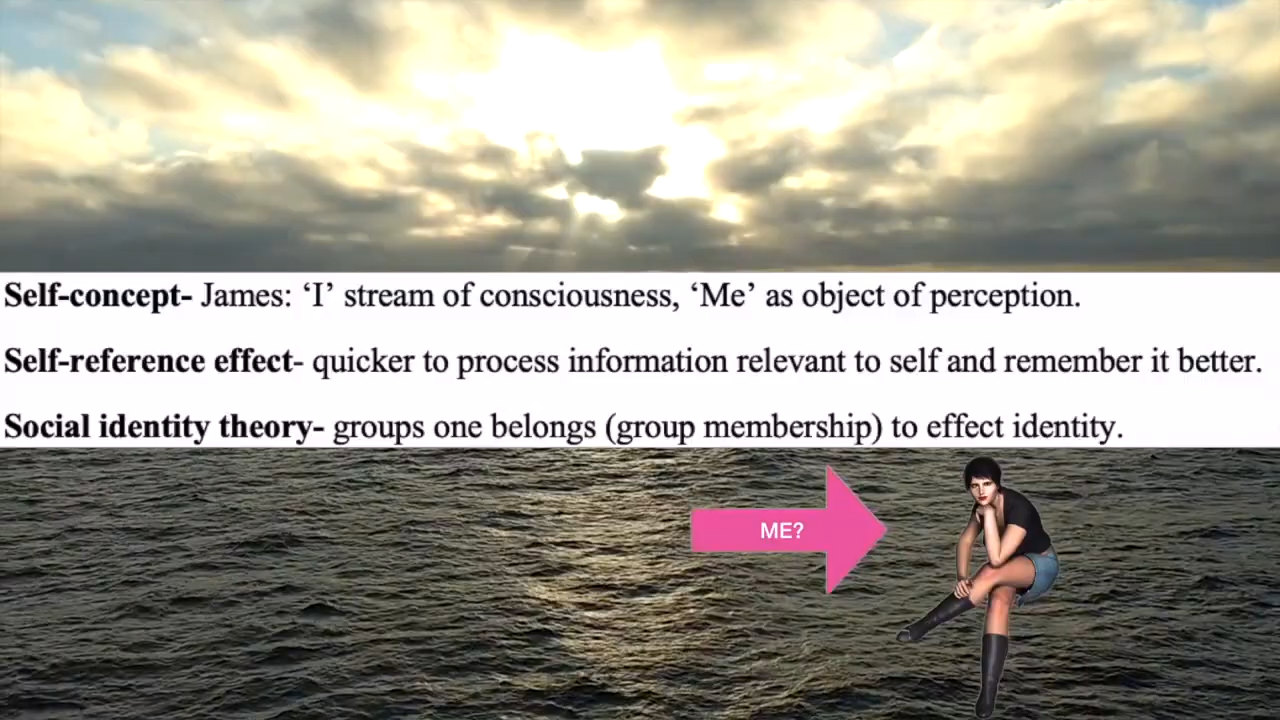 Self-concept- James: ‘I’ stream of consciousness, ‘Me’ as object of perception.
Self-reference effect- quicker to process information relevant to self and remember it better.
Social identity theory- groups one belongs (group membership) to effect identity.
ME?